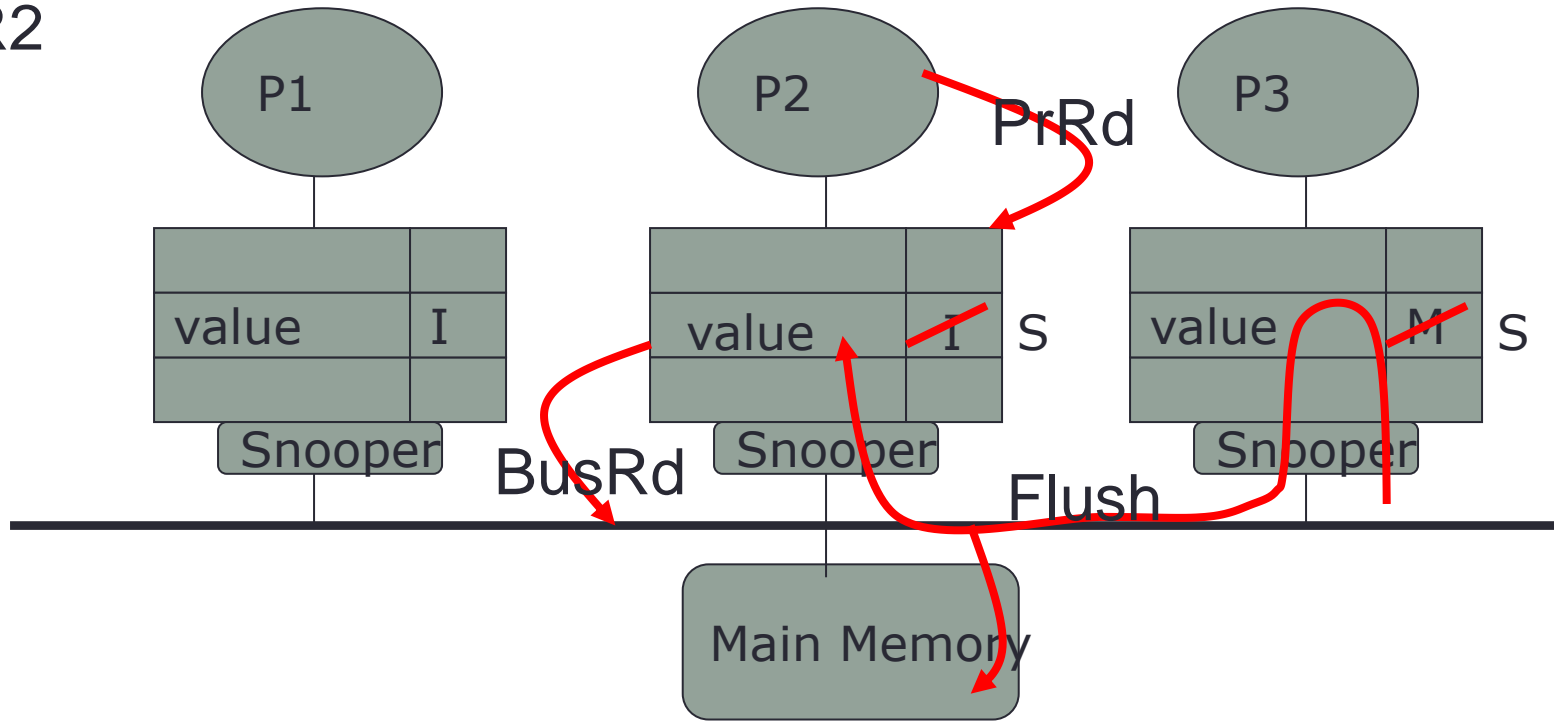 R2
P1
P2
P3
PrRd
value I
value I S
value M S
Snooper
Snooper
Snooper
BusRd
Flush
Main Memory